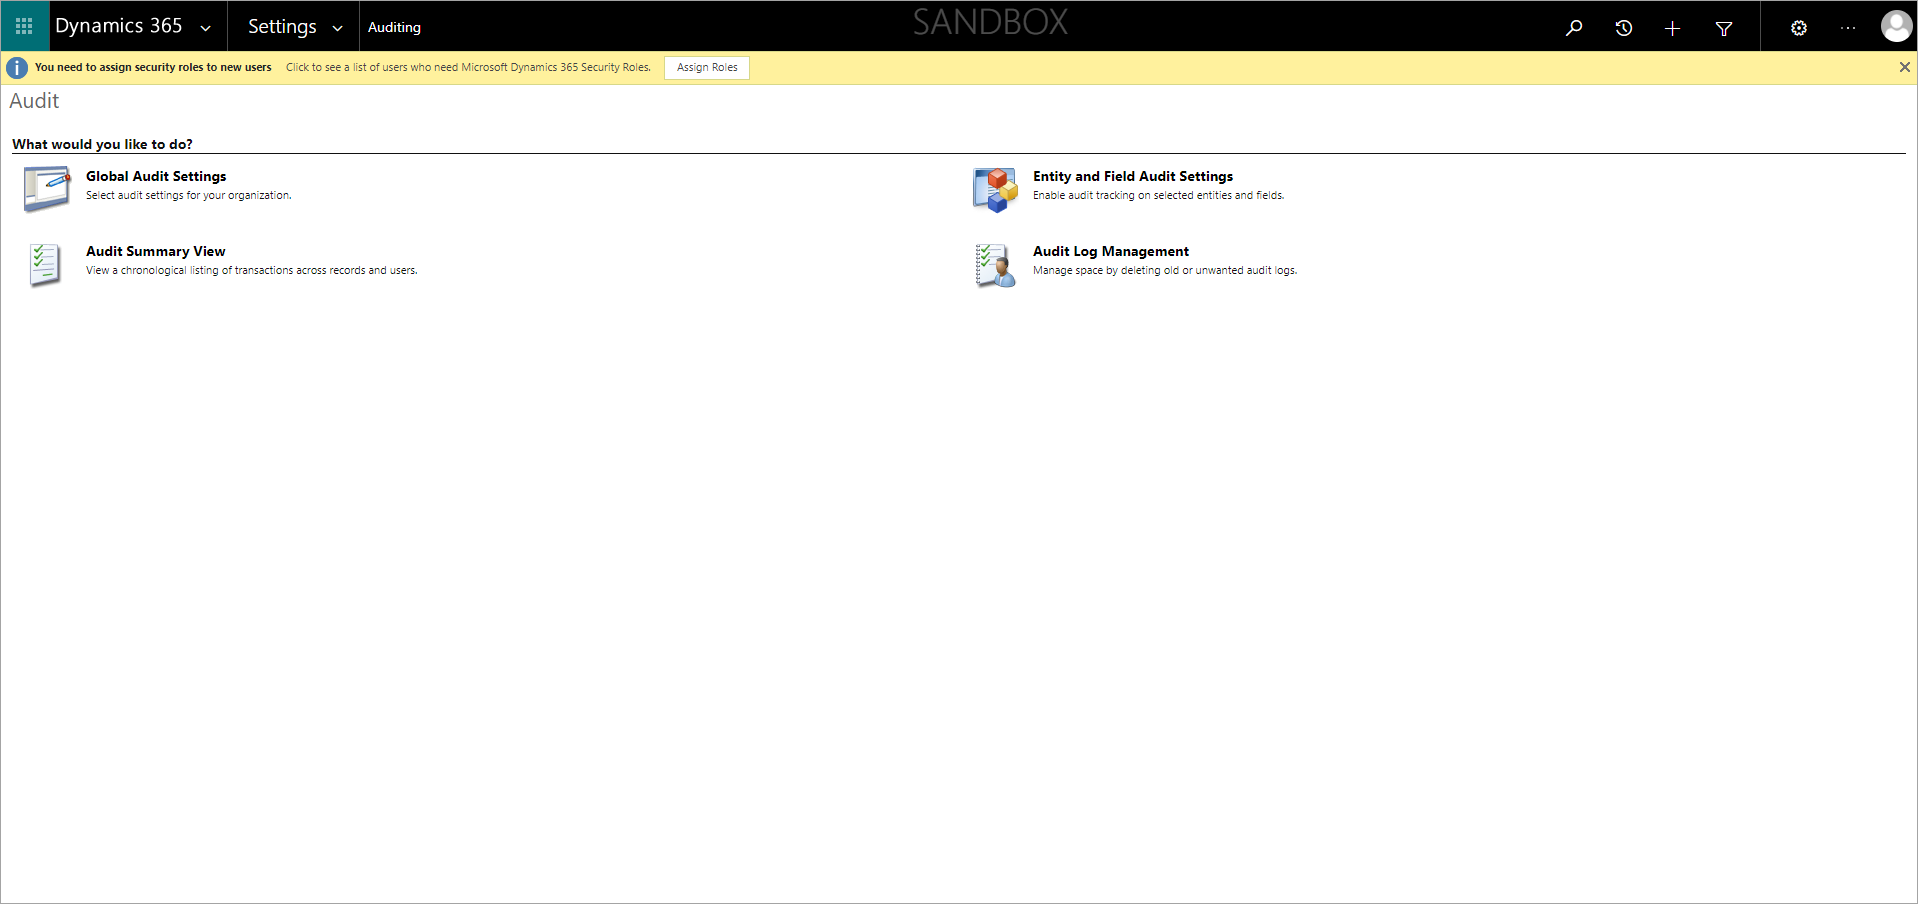 Dynamics 365 Settings Auditing SANDBOX
You need to assign security roles to new users Click to see a list of users who need Microsoft Dynamics 365 Security Roles. Assign Roles
Audit
What would you like to do?
Global Audit Settings
Select audit settings for your organization.
Entity and Field Audit Settings
Enable audit tracking on selected entities and fields.
Audit Summary View
View a chronological listing of transactions across records and users.
Audit Log Management
Manage space by deleting old or unwanted audit logs.